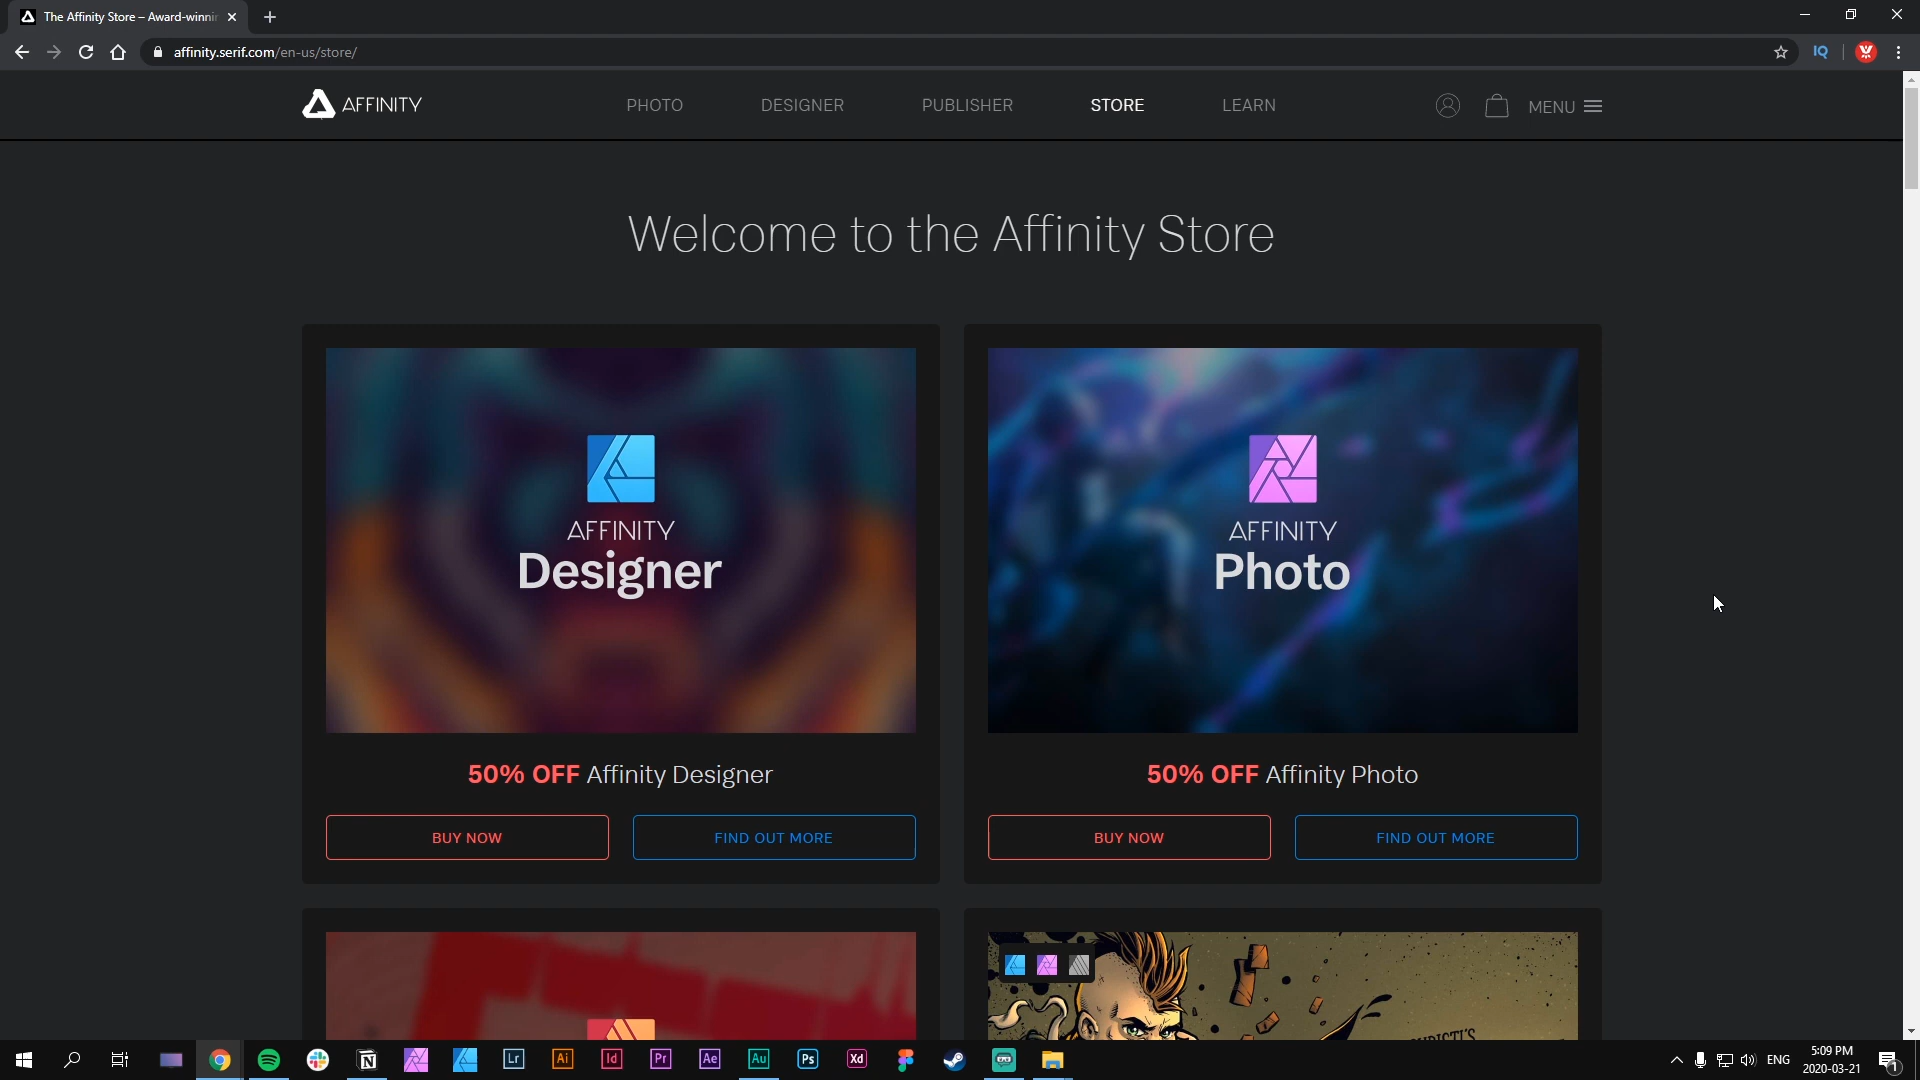 The Affinity Store – Award-winnin
affinity.serif.com/en-us/store/
IQ
AFFINITY
PHOTO
DESIGNER
PUBLISHER
STORE
LEARN
MENU
Welcome to the Affinity Store
AFFINITY
Designer
AFFINITY
Photo
50% OFF Affinity Designer
50% OFF Affinity Photo
BUY NOW
FIND OUT MORE
BUY NOW
FIND OUT MORE
Lr
Ai
Id
Pr
Ae
Au
Ps
Xd
ENG
5:09 PM
2020-03-21
1